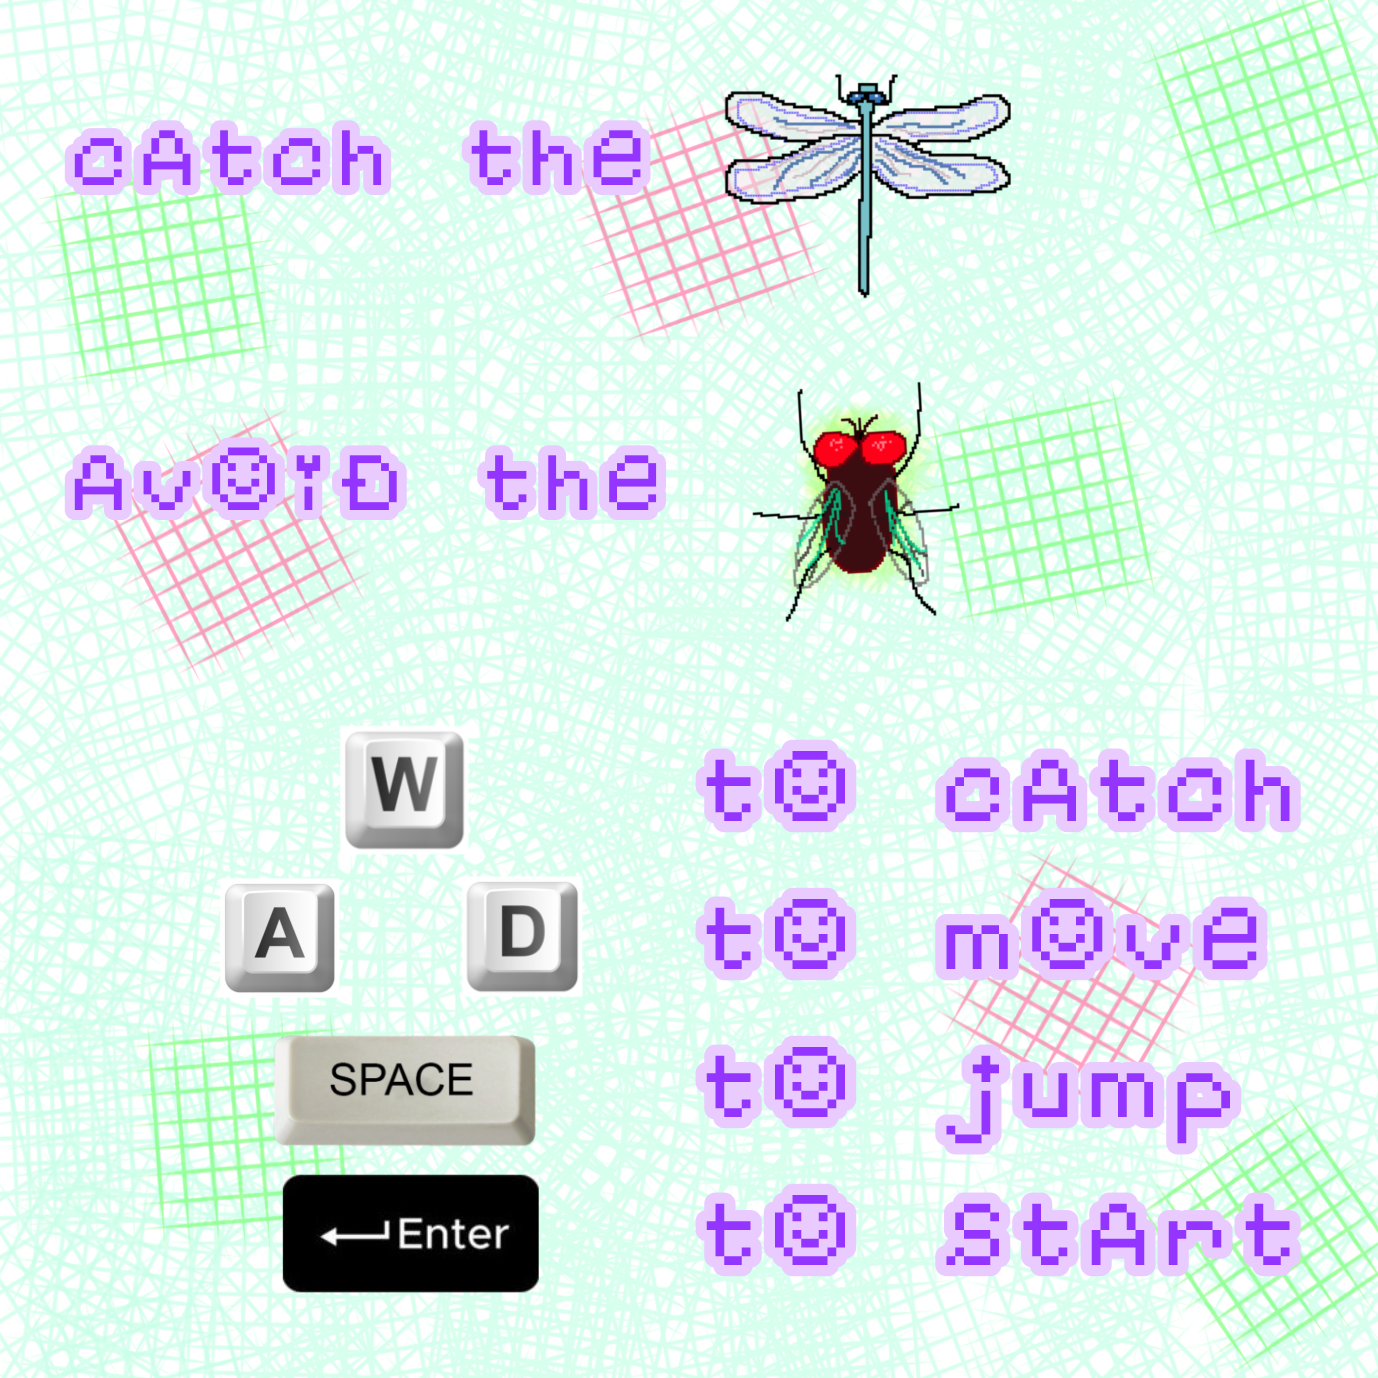 cAtch the
Av☺iD the
W
t☺ cAtch
A D
t☺ m☺ve
SPACE
t☺ jump
Enter
t☺ StArt